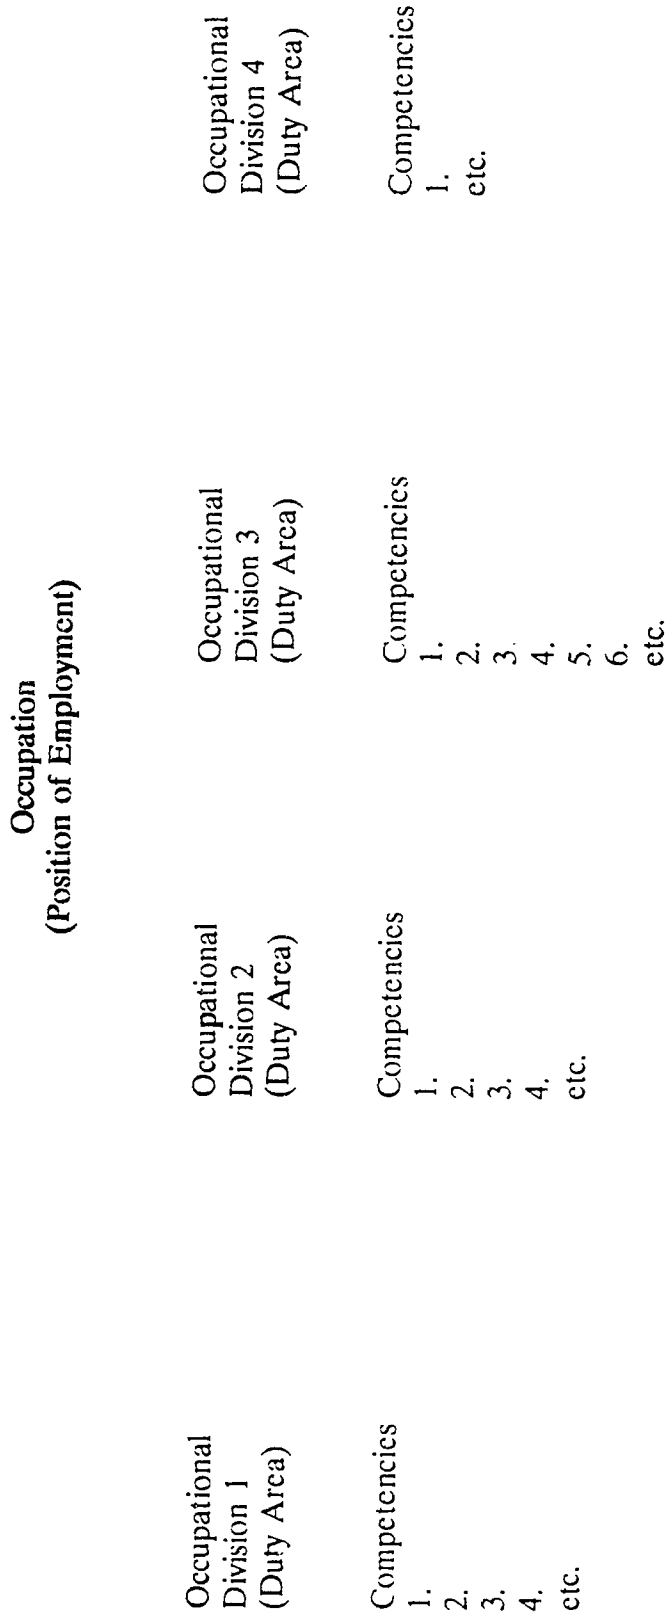 Occupation
(Position of Employment)
Occupational
Division 1
(Duty Area)
Competencies
1.
2.
3.
4.
etc.
Occupational
Division 2
(Duty Area)
Competencies
1.
2.
3.
4.
etc.
Occupational
Division 3
(Duty Area)
Competencies
1.
2.
3.
4.
5.
6.
etc.
Occupational
Division 4
(Duty Area)
Competencies
1.
etc.